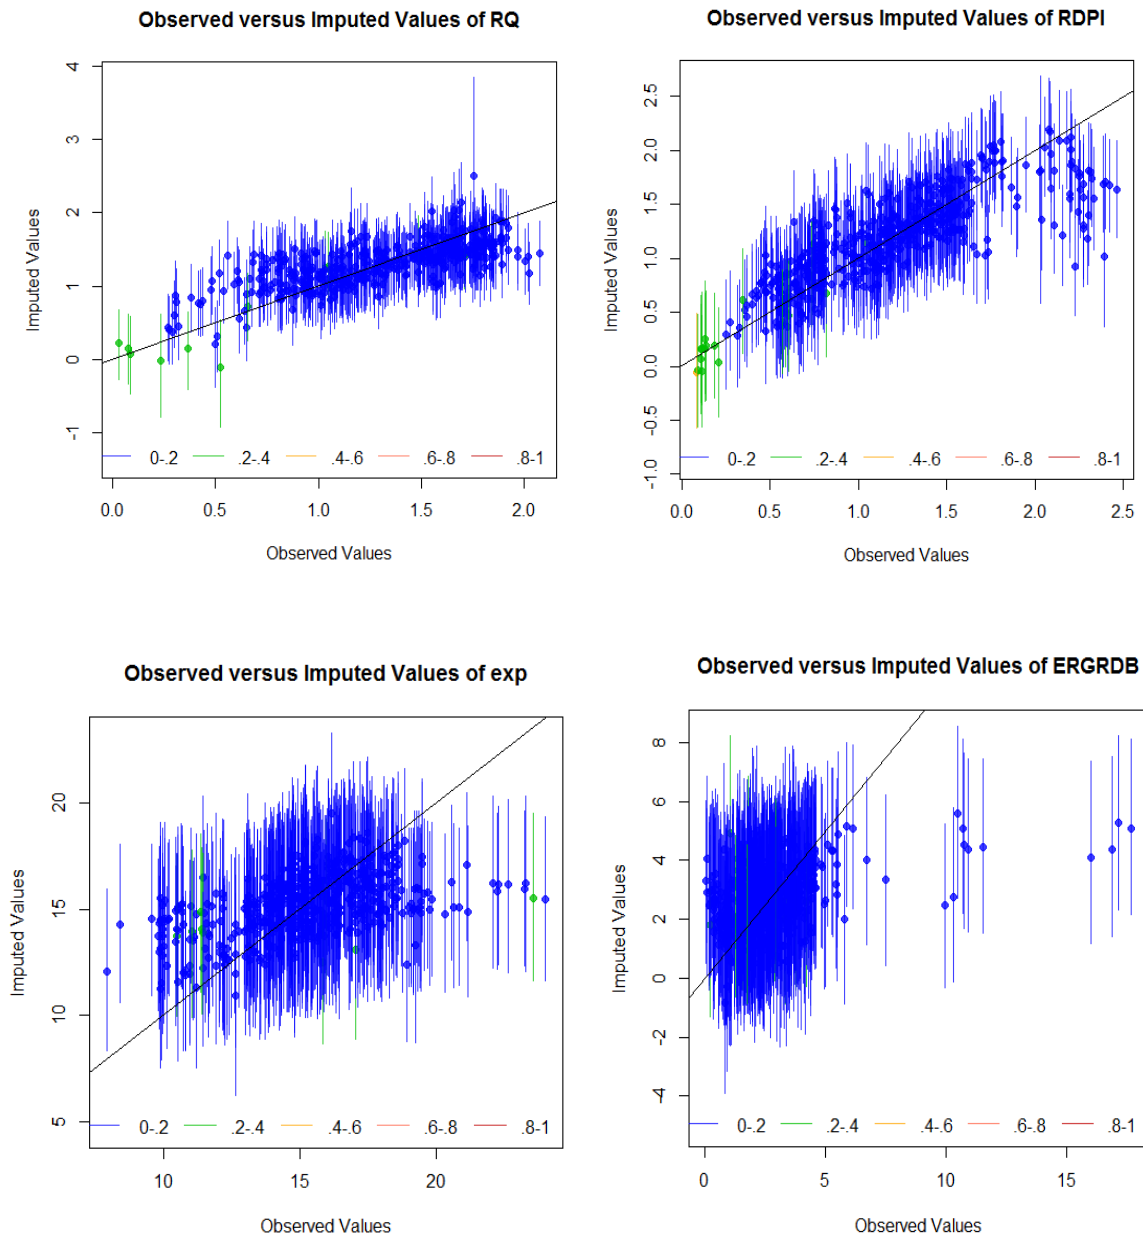 Observed versus Imputed Values of RQ
Imputed Values
4
3
2
1
0
-1
0-.2 .2-.4 .4-.6 .6-.8 .8-1
0.0 0.5 1.0 1.5 2.0
Observed Values
Observed versus Imputed Values of RDPI
Imputed Values
2.5
2.0
1.5
1.0
0.5
0.0
-0.5
-1.0
0-.2 .2-.4 .4-.6 .6-.8 .8-1
0.0 0.5 1.0 1.5 2.0 2.5
Observed Values
Observed versus Imputed Values of exp
Imputed Values
20
15
10
5
0-.2 .2-.4 .4-.6 .6-.8 .8-1
10 15 20
Observed Values
Observed versus Imputed Values of ERGRDB
Imputed Values
8
6
4
2
0
-2
-4
0-.2 .2-.4 .4-.6 .6-.8 .8-1
0 5 10 15
Observed Values